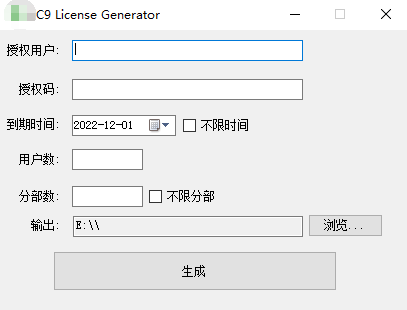 C9 License Generator
授权用户:
授权码:
到期时间: 2022-12-01 不限时间
用户数:
分部数: 不限分部
输出: E:\\ 浏览...
生成